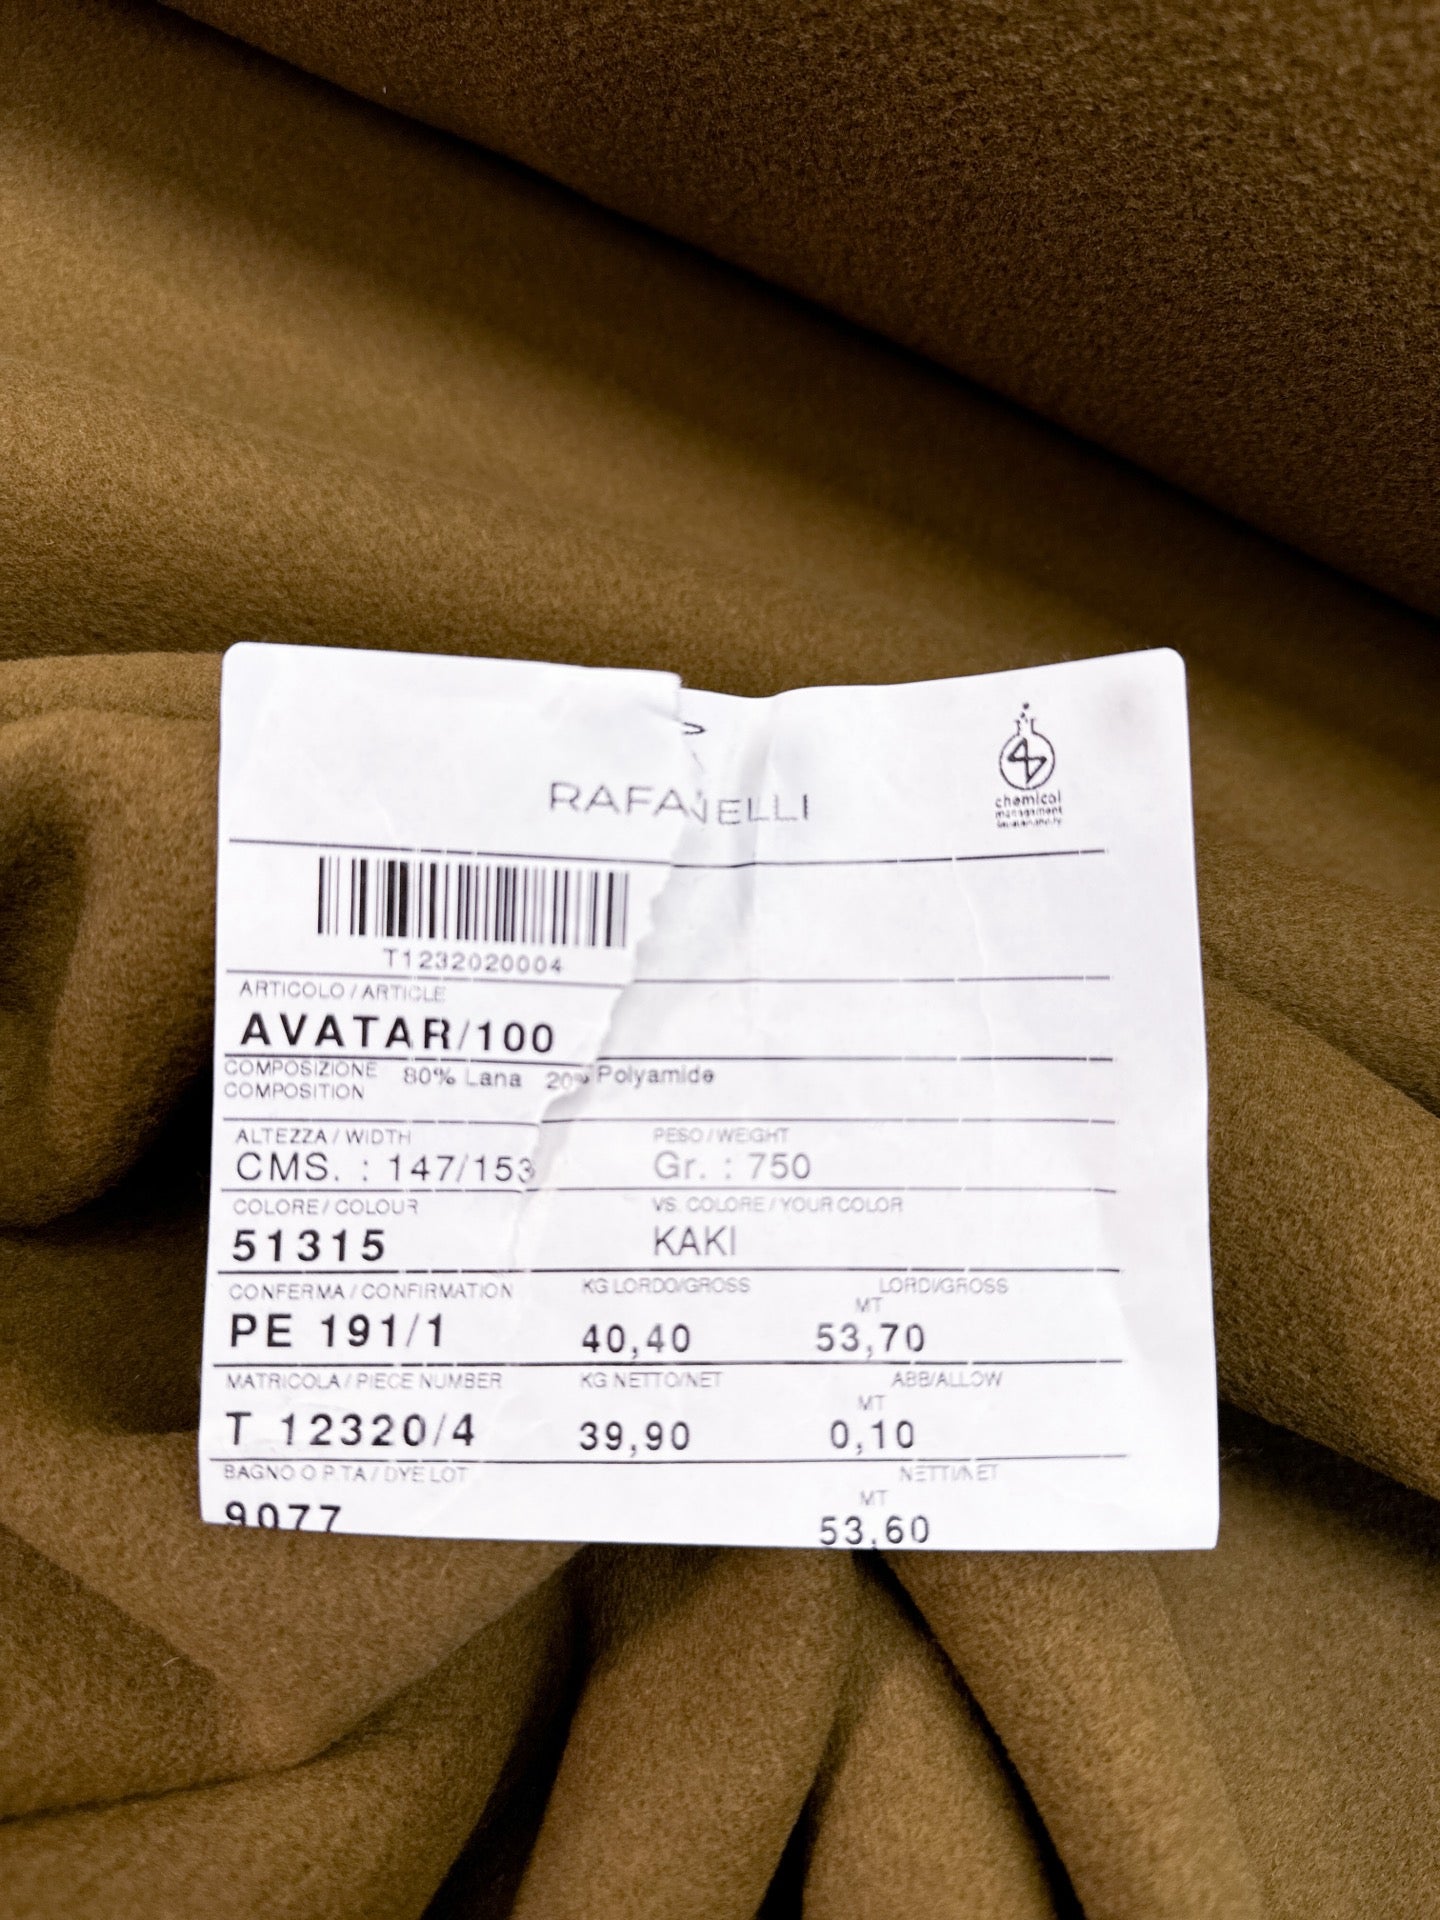 RAFANELLI
chemical
management
T1232020004
ARTICOLO / ARTICLE
AVATAR/100
COMPOSIZIONE 80% Lana 20% Polyamide
COMPOSITION
ALTEZZA / WIDTH PESO / WEIGHT
CMS. : 147/153 Gr. : 750
COLORE / COLOUR VS. COLORE / YOUR COLOR
51315 KAKI
CONFERMA / CONFIRMATION KG LORDO/GROSS LORDI/GROSS
MT
PE 191/1 40,40 53,70
MATRICOLA / PIECE NUMBER KG NETTO/NET ABB/ALLOW
MT
T 12320/4 39,90 0,10
BAGNO O P.TA / DYE LOT NETTI/NET
MT
9077 53,60